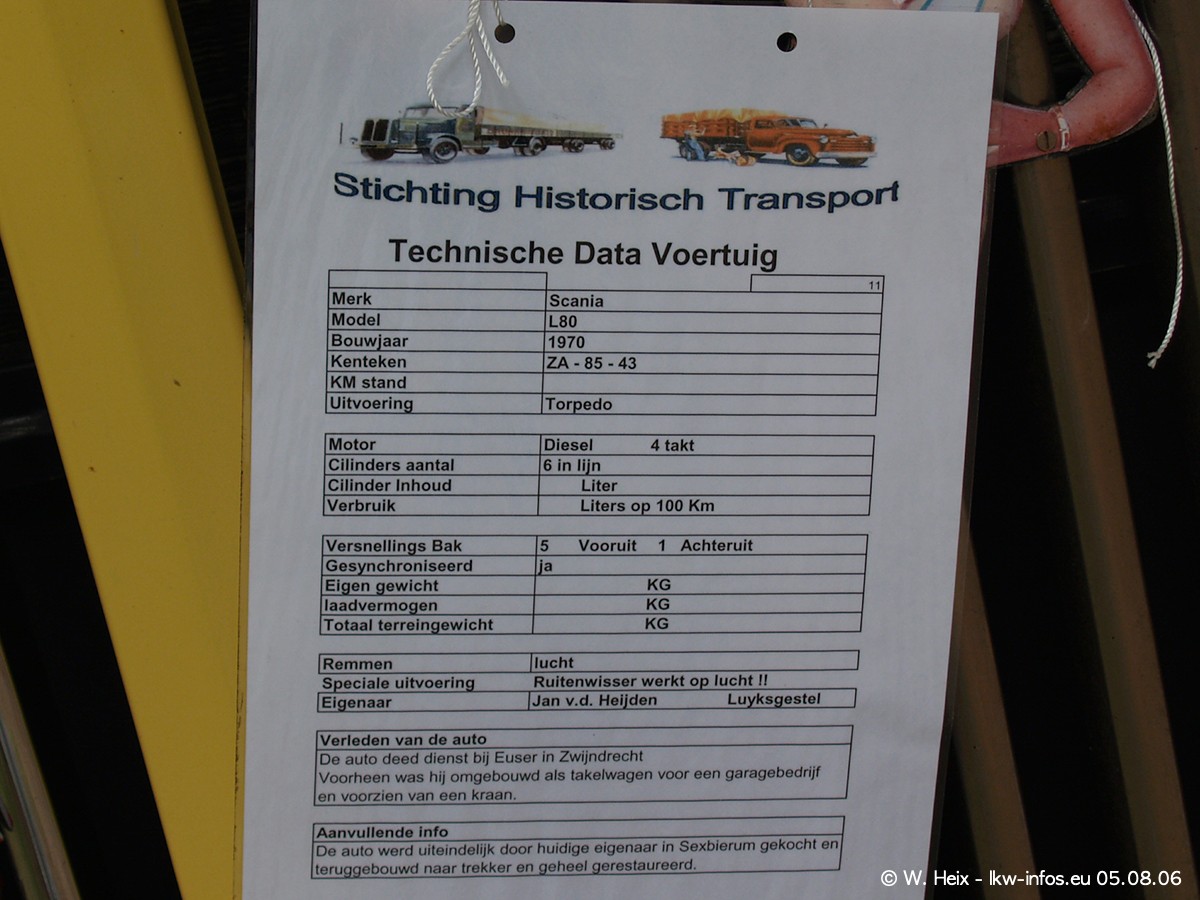 Stichting Historisch Transport
Technische Data Voertuig
11
Merk Scania
Model L80
Bouwjaar 1970
Kenteken ZA - 85 - 43
KM stand
Uitvoering Torpedo
Motor Diesel 4 takt
Cilinders aantal 6 in lijn
Cilinder Inhoud Liter
Verbruik Liters op 100 Km
Versnellings Bak 5 Vooruit 1 Achteruit
Gesynchroniseerd ja
Eigen gewicht KG
laadvermogen KG
Totaal terreingewicht KG
Remmen lucht
Speciale uitvoering Ruitenwisser werkt op lucht !!
Eigenaar Jan v.d. Heijden Luyksgestel
Verleden van de auto
De auto deed dienst bij Euser in Zwijndrecht
Voorheen was hij omgebouwd als takelwagen voor een garagebedrijf
en voorzien van een kraan.
Aanvullende info
De auto werd uiteindelijk door huidige eigenaar in Sexbierum gekocht en
teruggebouwd naar trekker en geheel gerestaureerd.
© W. Heix - lkw-infos.eu 05.08.06